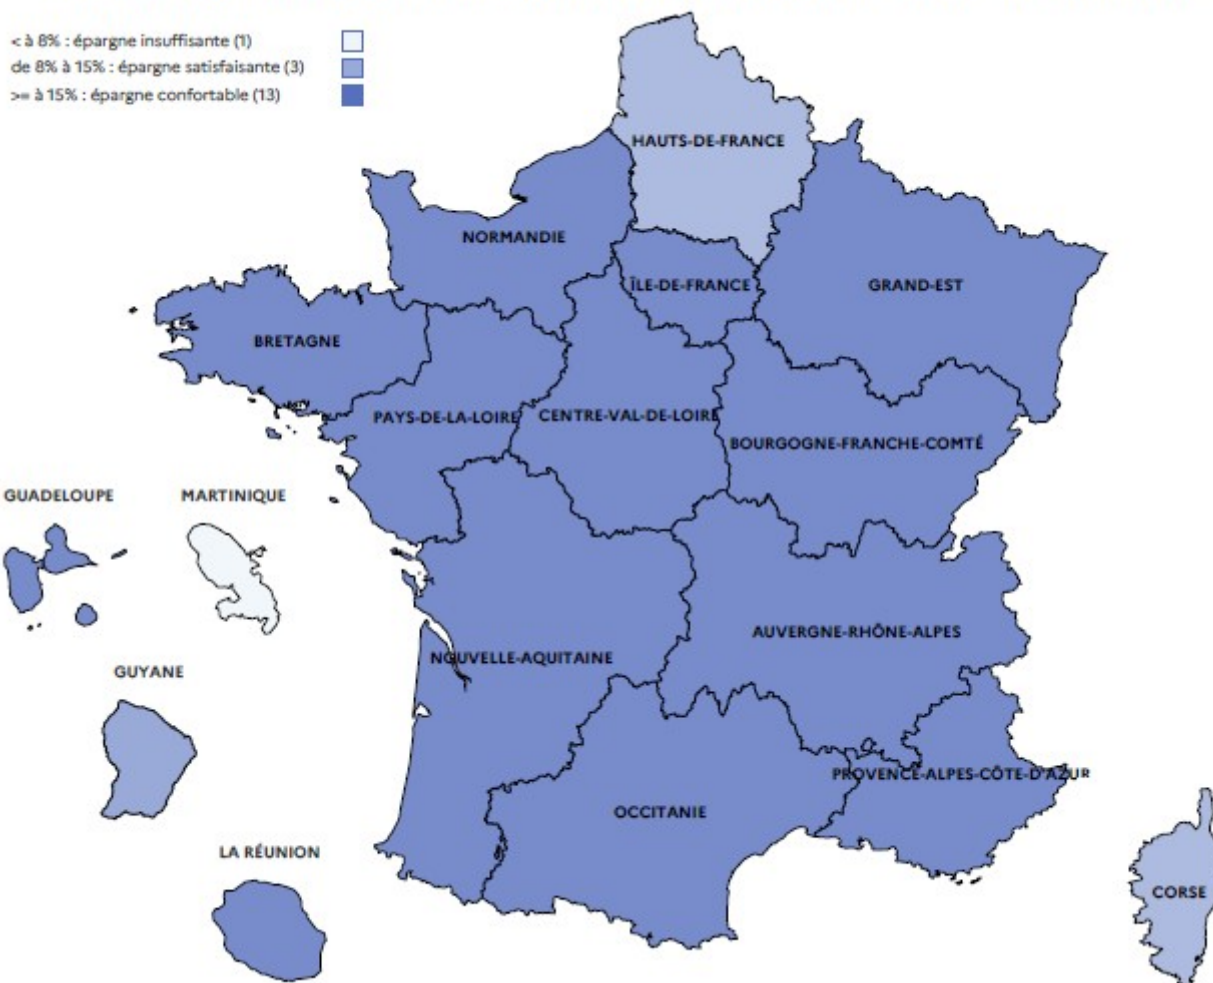 < à 8% : épargne insuffisante (1)
de 8% à 15% : épargne satisfaisante (3)
>= à 15% : épargne confortable (13)
HAUTS-DE-FRANCE
NORMANDIE
ÎLE-DE-FRANCE
GRAND-EST
BRETAGNE
PAYS-DE-LA-LOIRE
CENTRE-VAL-DE-LOIRE
BOURGOGNE-FRANCHE-COMTÉ
GUADELOUPE
MARTINIQUE
AUVERGNE-RHÔNE-ALPES
NOUVELLE-AQUITAINE
GUYANE
PROVENCE-ALPES-CÔTE-D'AZUR
OCCITANIE
LA RÉUNION
CORSE